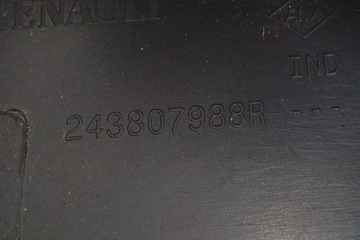 RENAULT
IND
243807988R ---